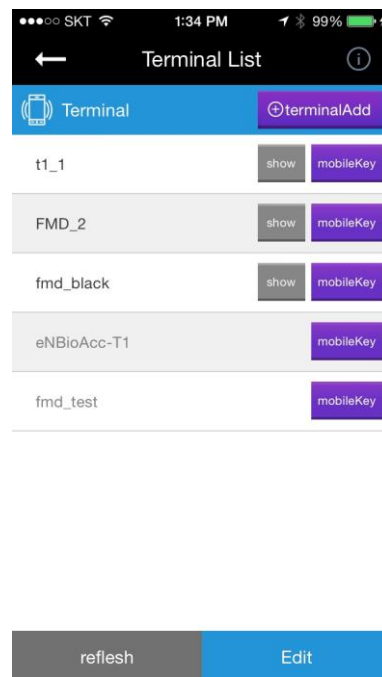 SKT 1:34 PM 99%
Terminal List
Terminal ⊕terminalAdd
t1_1 show mobileKey
FMD_2 show mobileKey
fmd_black show mobileKey
eNBioAcc-T1 mobileKey
fmd_test mobileKey
reflesh Edit